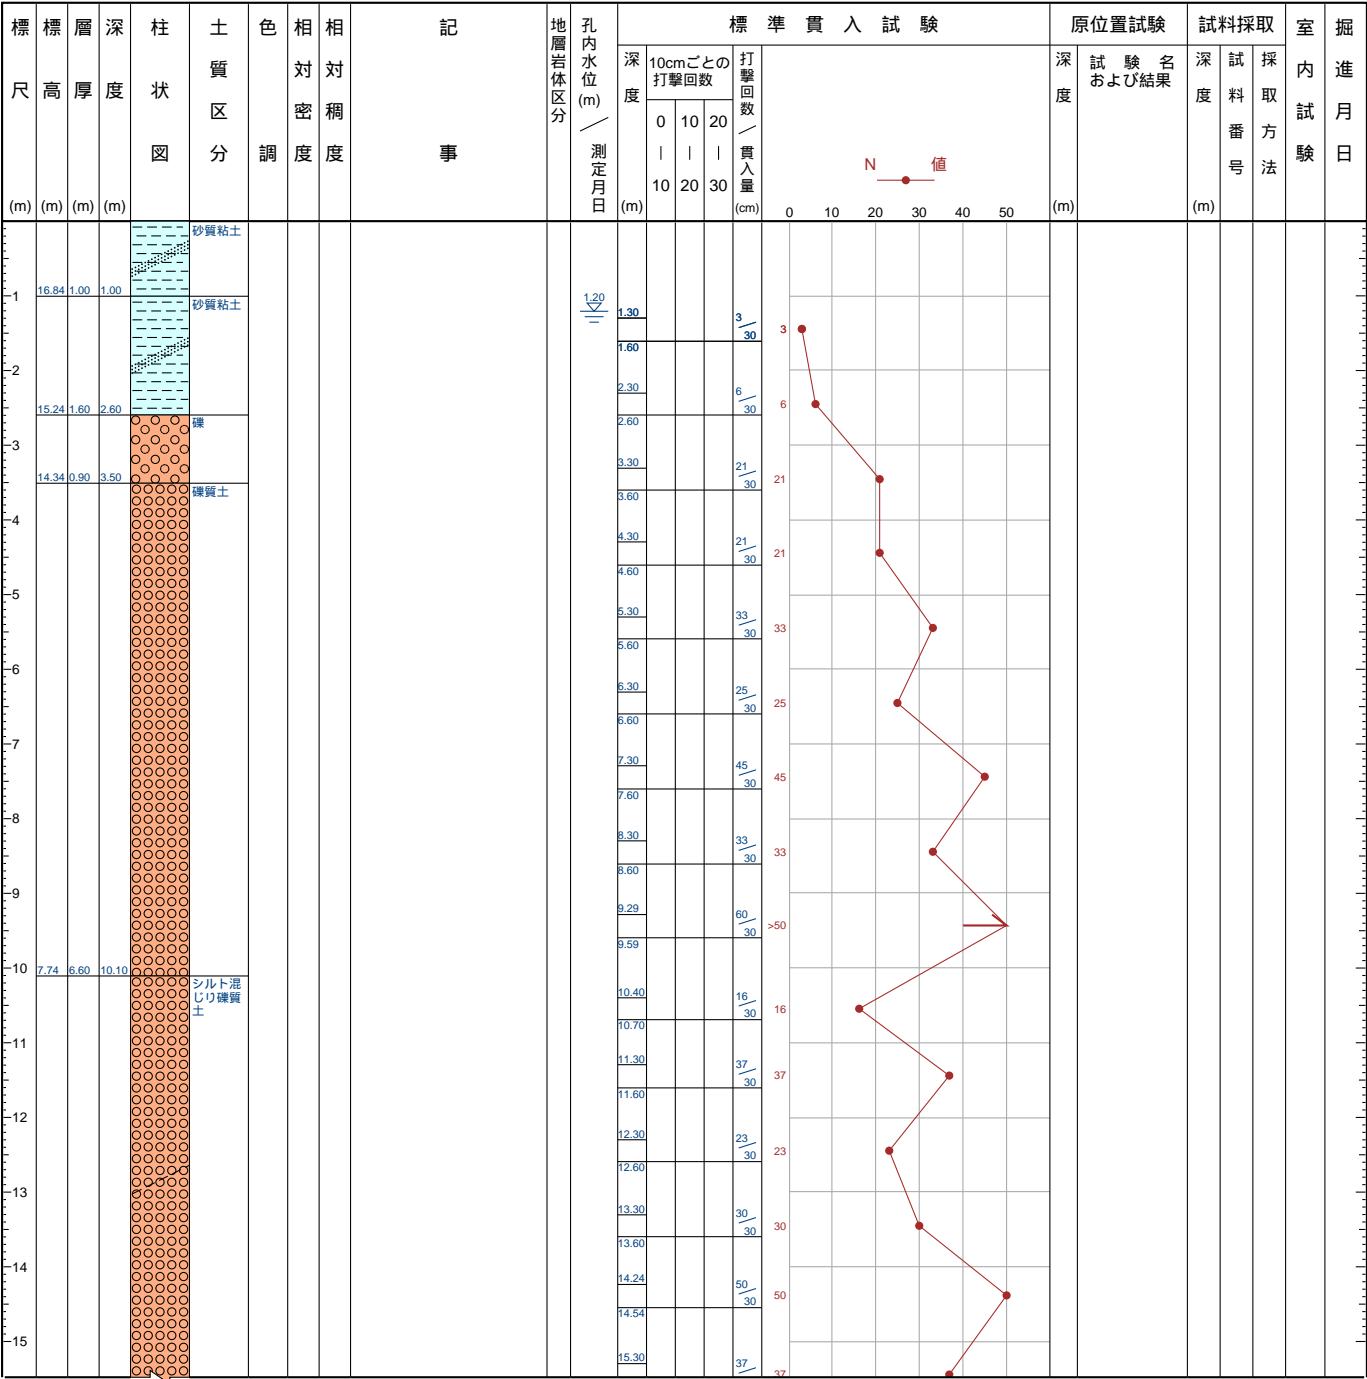 標尺 (m)
標高 (m)
層厚 (m)
深度 (m)
柱状図
土質区分
色調
相対密度
相対稠度
記事
地層岩体区分
孔内水位(m)／測定月日
標準貫入試験
深度 (m)
10cmごとの
打撃回数
0 | 10
10 | 20
20 | 30
打撃回数／貫入量 (cm)
N 値
0 10 20 30 40 50
原位置試験
深度 (m)
試験名
および結果
試料採取
深度 (m)
試料番号
採取方法
室内試験
掘進月日
砂質粘土
1
16.84 1.00 1.00
砂質粘土
1.20
1.30
3/30
3
1.60
2
2.30
6/30
6
15.24 1.60 2.60
礫
2.60
3
3.30
21/30
21
14.34 0.90 3.50
礫質土
3.60
4
4.30
21/30
21
4.60
5
5.30
33/30
33
5.60
6
6.30
25/30
25
6.60
7
7.30
45/30
45
7.60
8
8.30
33/30
33
8.60
9
9.29
60/30
>50
9.59
10
7.74 6.60 10.10
シルト混
じり礫質
土
10.40
16/30
16
10.70
11
11.30
37/30
37
11.60
12
12.30
23/30
23
12.60
13
13.30
30/30
30
13.60
14
14.24
50/30
50
14.54
15
15.30
37/
37